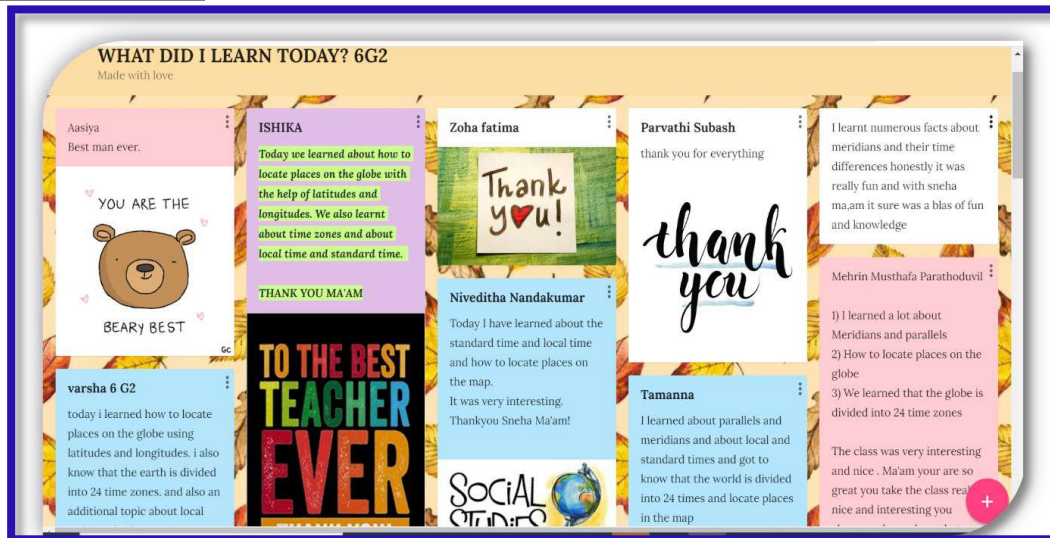 WHAT DID I LEARN TODAY? 6G2
Made with love
Aasiya
Best man ever.
YOU ARE THE
BEARY BEST
GC
varsha 6 G2
today i learned how to locate
places on the globe using
latitudes and longitudes. i also
know that the earth is divided
into 24 time zones. and also an
additional topic about local
ISHIKA
Today we learned about how to
locate places on the globe with
the help of latitudes and
longitudes. We also learnt
about time zones and about
local time and standard time.
THANK YOU MA'AM
TO THE BEST
TEACHER
EVER
Zoha fatima
Thank
you!
Niveditha Nandakumar
Today I have learned about the
standard time and local time
and how to locate places on
the map.
It was very interesting.
Thankyou Sneha Ma'am!
SOCiAL
STUDiES
Parvathi Subash
thank you for everything
thank
you
Tamanna
I learned about parallels and
meridians and about local and
standard times and got to
know that the world is divided
into 24 times and locate places
in the map
I learnt numerous facts about
meridians and their time
differences honestly it was
really fun and with sneha
ma,am it sure was a blas of fun
and knowledge
Mehrin Musthafa Parathoduvil
1) I learned a lot about
Meridians and parallels
2) How to locate places on the
globe
3) We learned that the globe is
divided into 24 time zones
The class was very interesting
and nice . Ma'am your are so
great you take the class
nice and interesting you